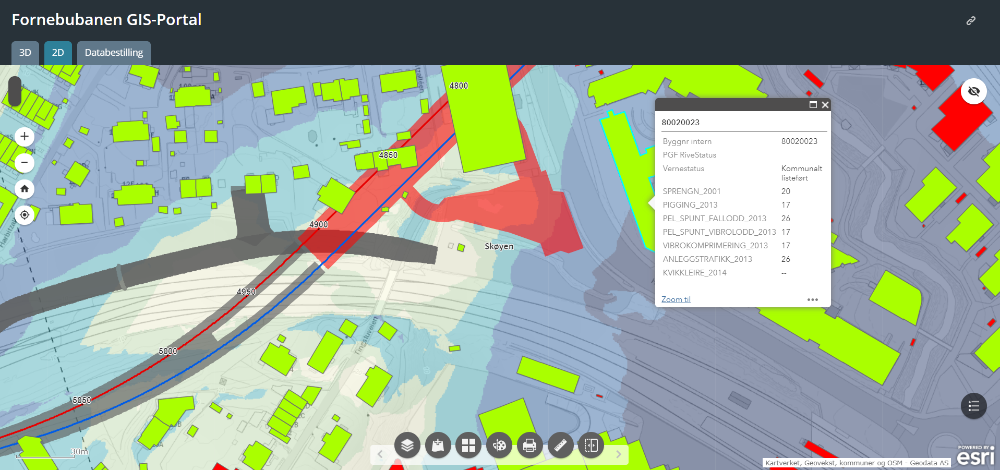 Fornebubanen GIS-Portal
3D
2D
Databestilling
4800
4850
4900
4950
5000
5050
Skøyen
Tingstuveien
80020023
Byggnr intern 80020023
PGF RiveStatus
Vernestatus Kommunalt
listeført
SPRENGN_2001 20
PIGGING_2013 17
PEL_SPUNT_FALLODD_2013 26
PEL_SPUNT_VIBROLODD_2013 17
VIBROKOMPRIMERING_2013 17
ANLEGGSTRAFIKK_2013 26
KVIKKLEIRE_2014 --
Zoom til
30m
POWERED BY
esri
Kartverket, Geovekst, kommuner og OSM - Geodata AS